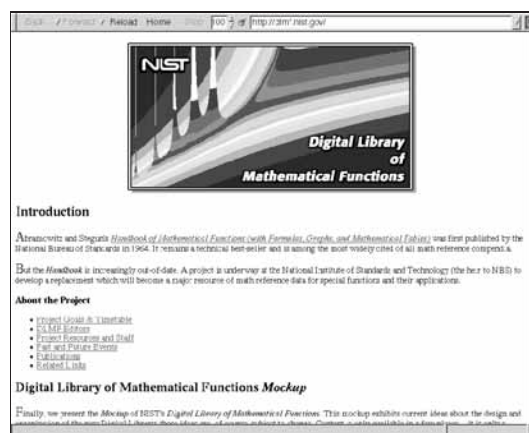 Back / Forward / Reload Home Stop 100 http://dlmf.nist.gov/
NIST
Digital Library
of
Mathematical Functions
Introduction
Abramowitz and Stegun's Handbook of Mathematical Functions (with Formulas, Graphs, and Mathematical Tables) was first published by the
National Bureau of Standards in 1964. It remains a technical best-seller and is among the most widely cited of all math reference compendia.
But the Handbook is increasingly out-of-date. A project is underway at the National Institute of Standards and Technology (the heir to NBS) to
develop a replacement which will become a major resource of math reference data for special functions and their applications.
About the Project
Project Goals & Timetable
DLMF Editors
Project Resources and Staff
Past and Future Events
Publications
Related Links
Digital Library of Mathematical Functions Mockup
Finally, we present the Mockup of NIST's Digital Library of Mathematical Functions. This mockup exhibits current ideas about the design and